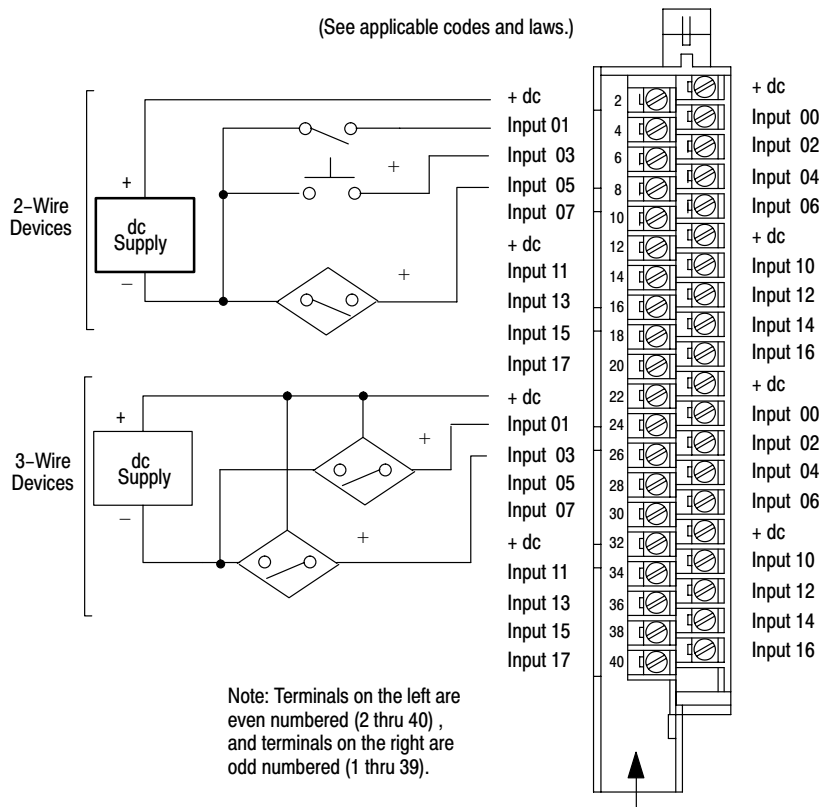 (See applicable codes and laws.)
2–Wire
Devices
+
dc
Supply
–
+
+
+ dc
Input 01
Input 03
Input 05
Input 07
+ dc
Input 11
Input 13
Input 15
Input 17
3–Wire
Devices
+
dc
Supply
–
+
+
+ dc
Input 01
Input 03
Input 05
Input 07
+ dc
Input 11
Input 13
Input 15
Input 17
2
4
6
8
10
12
14
16
18
20
22
24
26
28
30
32
34
36
38
40
+ dc
Input 00
Input 02
Input 04
Input 06
+ dc
Input 10
Input 12
Input 14
Input 16
+ dc
Input 00
Input 02
Input 04
Input 06
+ dc
Input 10
Input 12
Input 14
Input 16
Note: Terminals on the left are
even numbered (2 thru 40) ,
and terminals on the right are
odd numbered (1 thru 39).